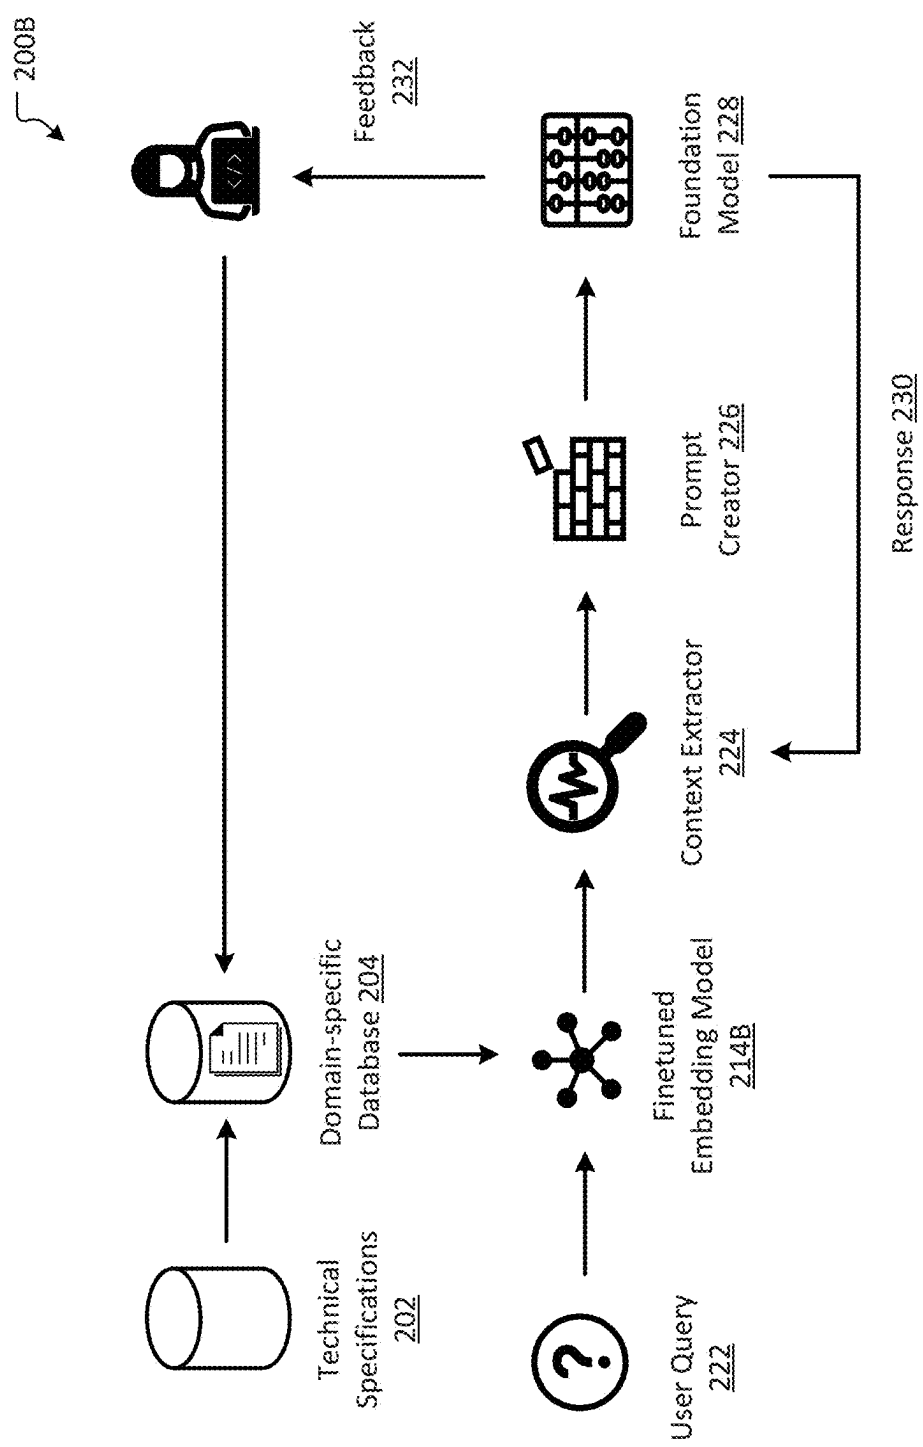 200B
Technical
Specifications
202
Domain-specific
Database 204
</>
Feedback
232
?
User Query
222
Finetuned
Embedding Model
214B
Context Extractor
224
Prompt
Creator 226
Foundation
Model 228
Response 230